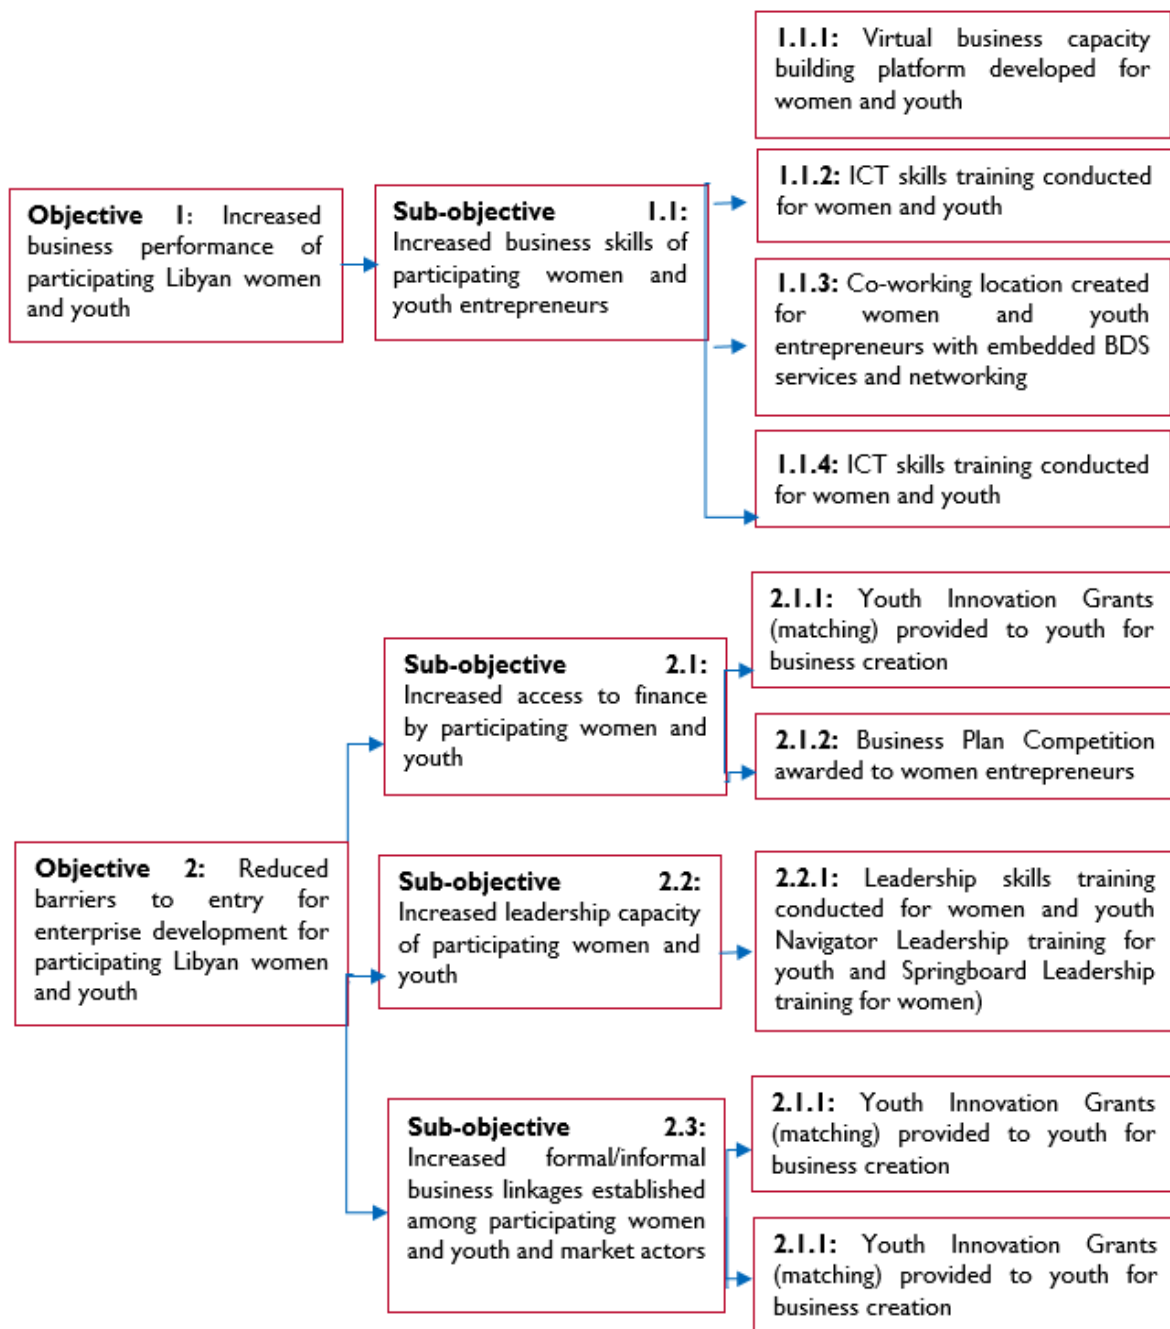 Objective 1: Increased
business performance of
participating Libyan women
and youth
Sub-objective 1.1:
Increased business skills of
participating women and
youth entrepreneurs
1.1.1: Virtual business capacity
building platform developed for
women and youth
1.1.2: ICT skills training conducted
for women and youth
1.1.3: Co-working location created
for women and youth
entrepreneurs with embedded BDS
services and networking
1.1.4: ICT skills training conducted
for women and youth
Objective 2: Reduced
barriers to entry for
enterprise development for
participating Libyan women
and youth
Sub-objective 2.1:
Increased access to finance
by participating women and
youth
2.1.1: Youth Innovation Grants
(matching) provided to youth for
business creation
2.1.2: Business Plan Competition
awarded to women entrepreneurs
Sub-objective 2.2:
Increased leadership capacity
of participating women and
youth
2.2.1: Leadership skills training
conducted for women and youth
Navigator Leadership training for
youth and Springboard Leadership
training for women)
Sub-objective 2.3:
Increased formal/informal
business linkages established
among participating women
and youth and market actors
2.1.1: Youth Innovation Grants
(matching) provided to youth for
business creation
2.1.1: Youth Innovation Grants
(matching) provided to youth for
business creation